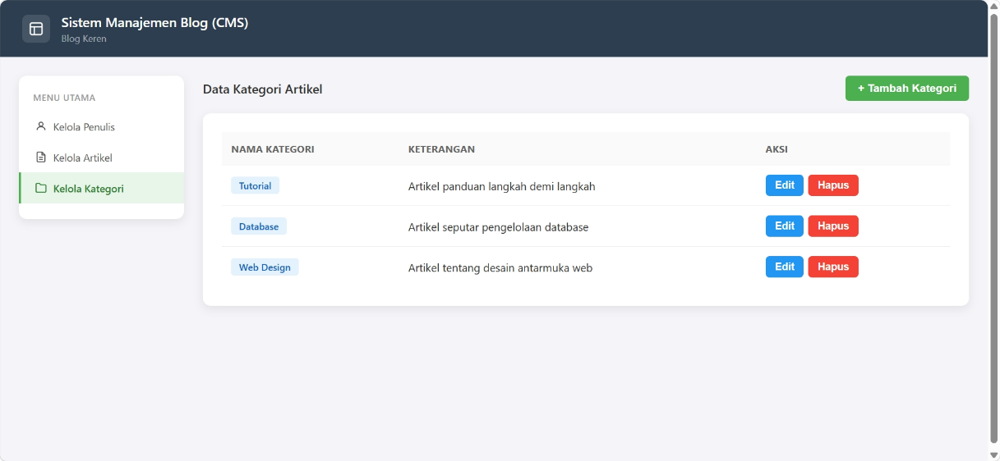 Sistem Manajemen Blog (CMS)
Blog Keren
MENU UTAMA
Kelola Penulis
Kelola Artikel
Kelola Kategori
Data Kategori Artikel
+ Tambah Kategori
NAMA KATEGORI KETERANGAN AKSI
Tutorial Artikel panduan langkah demi langkah Edit Hapus
Database Artikel seputar pengelolaan database Edit Hapus
Web Design Artikel tentang desain antarmuka web Edit Hapus